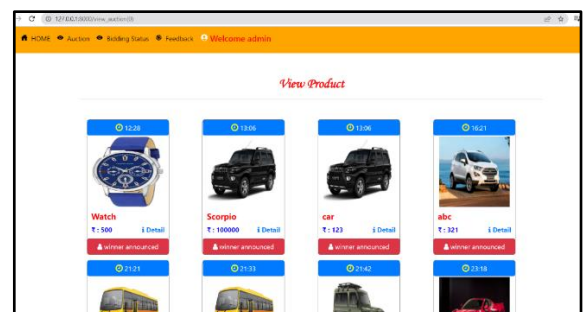 127.0.0.1:8000/view_auction(0)
HOME Auction Bidding Status Feedback Welcome admin
View Product
12:28 13:06 13:06 16:21
Watch Scorpio car abc
₹ : 500 i Detail ₹ : 100000 i Detail ₹ : 123 i Detail ₹ : 321 i Detail
winner announced winner announced winner announced winner announced
21:21 21:33 21:42 23:18